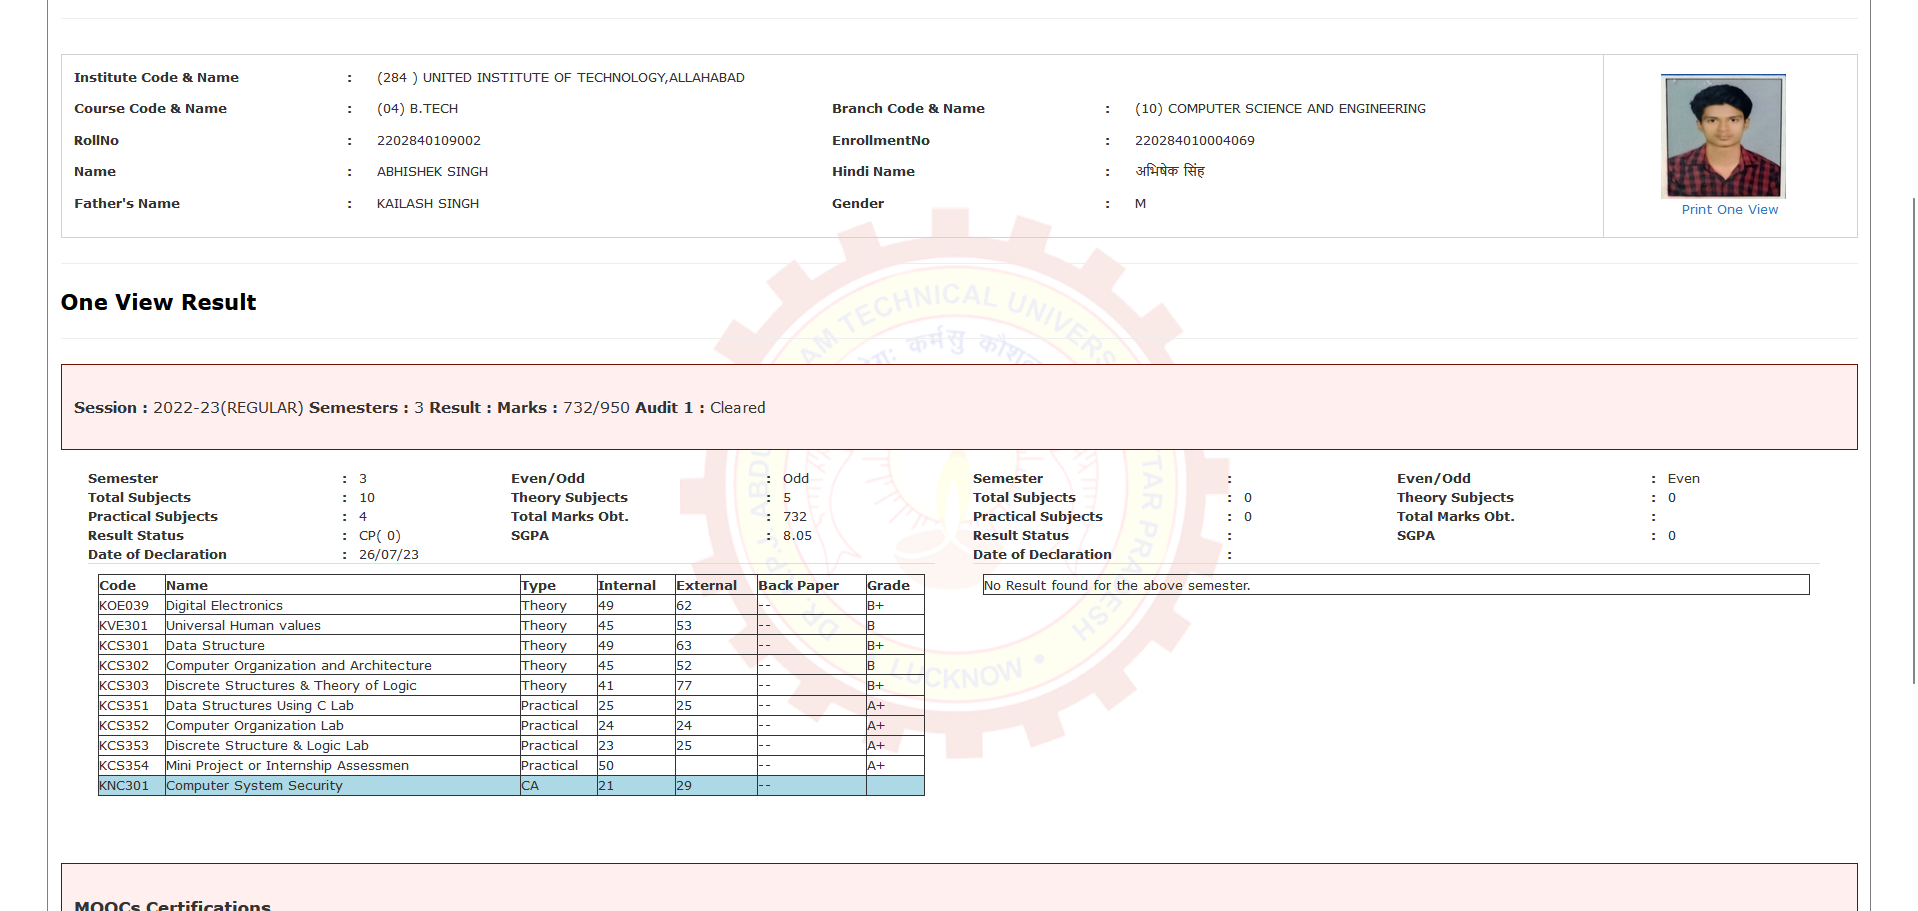 Institute Code & Name : (284 ) UNITED INSTITUTE OF TECHNOLOGY,ALLAHABAD
Course Code & Name : (04) B.TECH Branch Code & Name : (10) COMPUTER SCIENCE AND ENGINEERING
RollNo : 2202840109002 EnrollmentNo : 220284010004069
Name : ABHISHEK SINGH Hindi Name : अभिषेक सिंह
Father's Name : KAILASH SINGH Gender : M
Print One View
One View Result
Session : 2022-23(REGULAR) Semesters : 3 Result : Marks : 732/950 Audit 1 : Cleared
Semester : 3 Even/Odd : Odd
Total Subjects : 10 Theory Subjects : 5
Practical Subjects : 4 Total Marks Obt. : 732
Result Status : CP( 0) SGPA : 8.05
Date of Declaration : 26/07/23
Code Name Type Internal External Back Paper Grade
KOE039 Digital Electronics Theory 49 62 -- B+
KVE301 Universal Human values Theory 45 53 -- B
KCS301 Data Structure Theory 49 63 -- B+
KCS302 Computer Organization and Architecture Theory 45 52 -- B
KCS303 Discrete Structures & Theory of Logic Theory 41 77 -- B+
KCS351 Data Structures Using C Lab Practical 25 25 -- A+
KCS352 Computer Organization Lab Practical 24 24 -- A+
KCS353 Discrete Structure & Logic Lab Practical 23 25 -- A+
KCS354 Mini Project or Internship Assessmen Practical 50 -- A+
KNC301 Computer System Security CA 21 29 --
Semester : Even/Odd : Even
Total Subjects : 0 Theory Subjects : 0
Practical Subjects : 0 Total Marks Obt. :
Result Status : SGPA : 0
Date of Declaration :
No Result found for the above semester.
MOOCs Certifications
TECHNICAL
कर्मसु
LUCKNOW